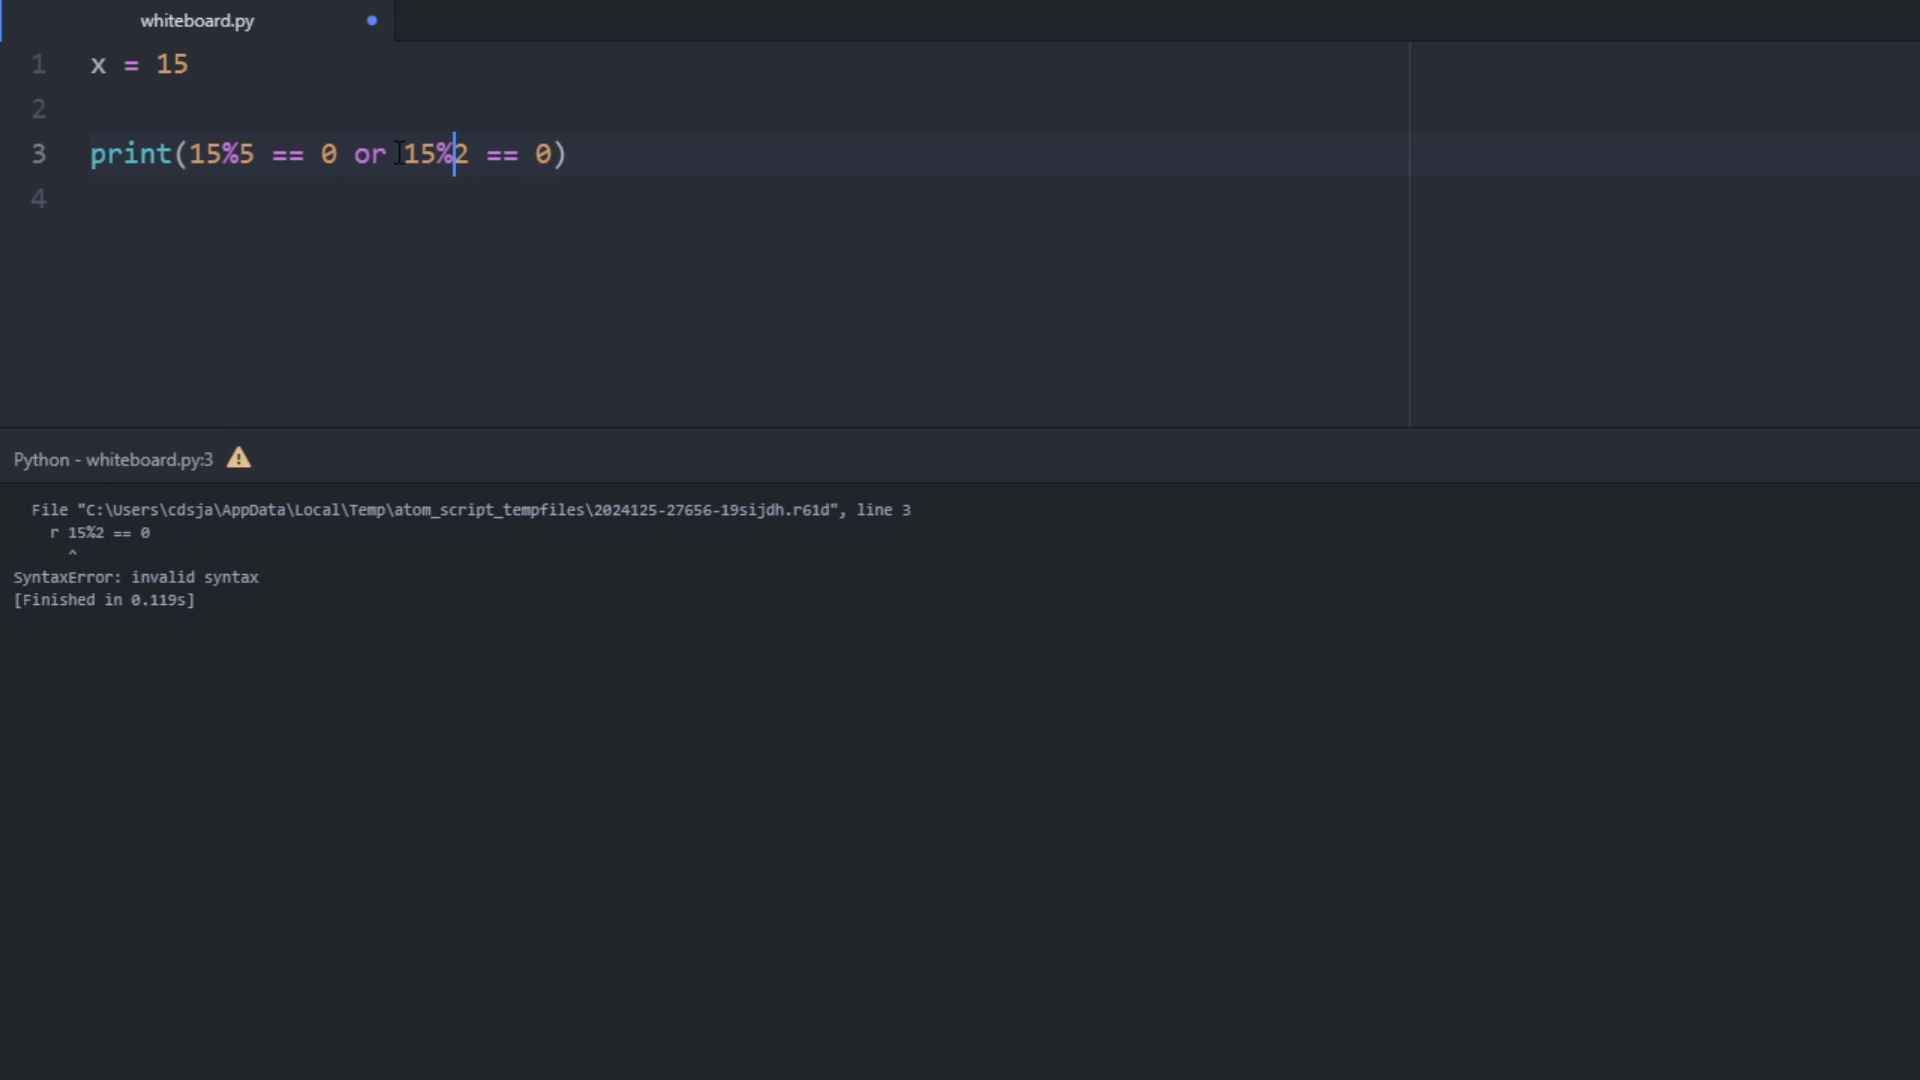 whiteboard.py
1 x = 15
2
3 print(15%5 == 0 or 15%2 == 0)
4
Python - whiteboard.py:3
File "C:\Users\cdsja\AppData\Local\Temp\atom_script_tempfiles\2024125-27656-19sijdh.r61d", line 3
r 15%2 == 0
^
SyntaxError: invalid syntax
[Finished in 0.119s]